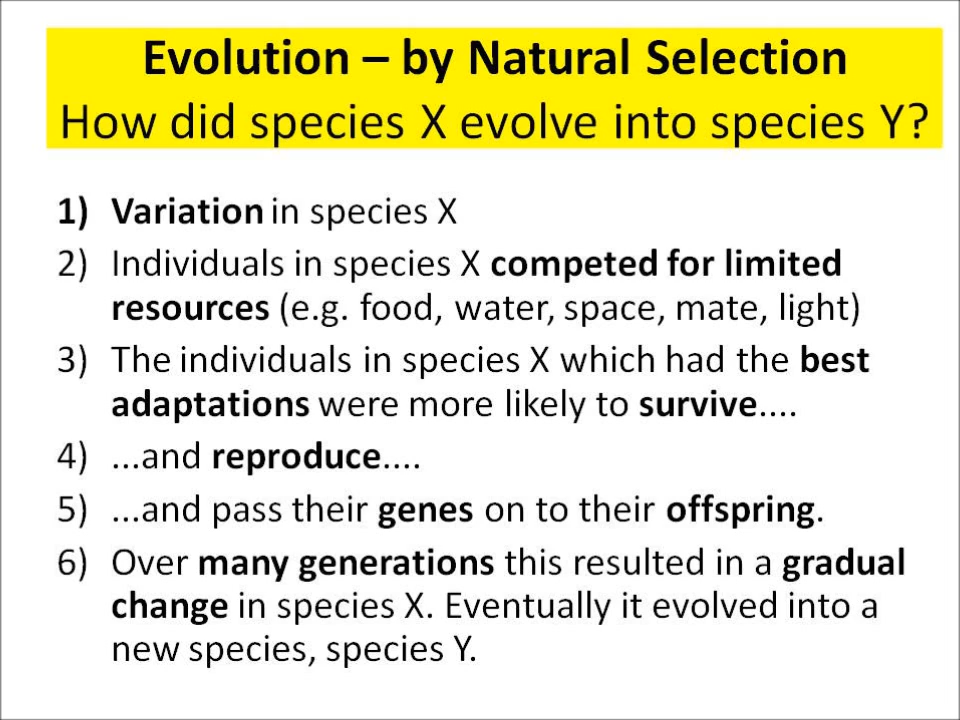 Evolution – by Natural Selection
How did species X evolve into species Y?
1) Variation in species X
2) Individuals in species X competed for limited
resources (e.g. food, water, space, mate, light)
3) The individuals in species X which had the best
adaptations were more likely to survive....
4) ...and reproduce....
5) ...and pass their genes on to their offspring.
6) Over many generations this resulted in a gradual
change in species X. Eventually it evolved into a
new species, species Y.